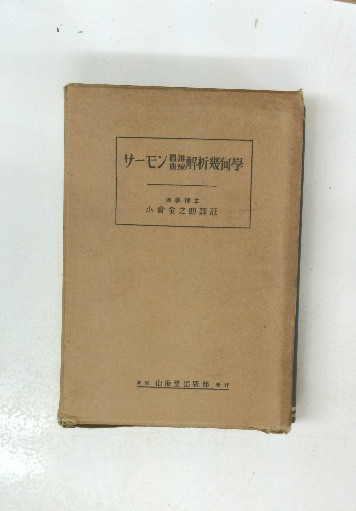 サーモン圓錐曲線解析幾何學
理學博士
小倉金之助譯註
東京 山海堂出版部 發行